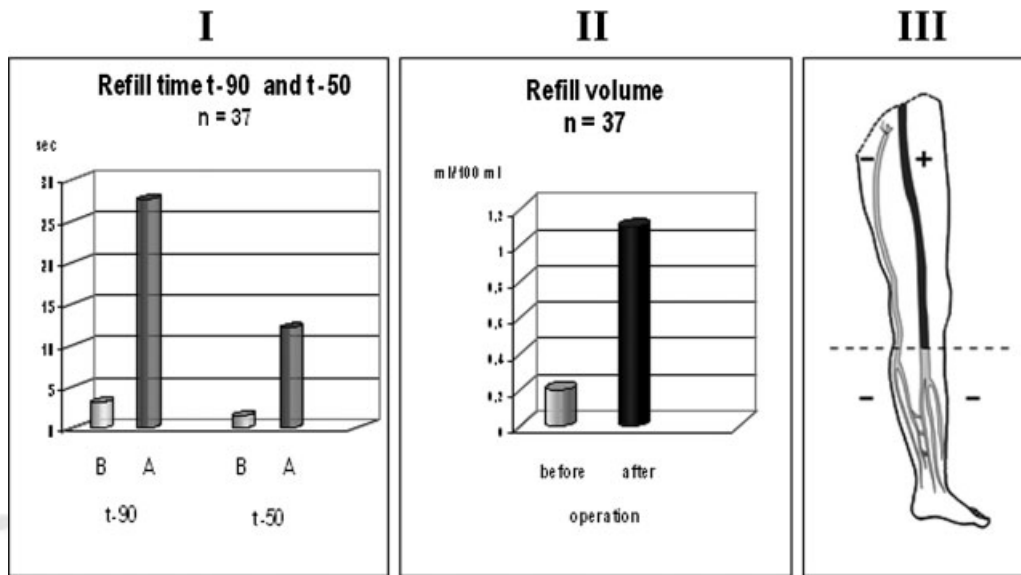 I
Refill time t-90 and t-50
n = 37
sec
30
25
20
15
10
5
0
B A B A
t-90 t-50
II
Refill volume
n = 37
ml/100 ml
1,2
1
0,8
0,6
0,4
0,2
0
before after
operation
III
- +
- -